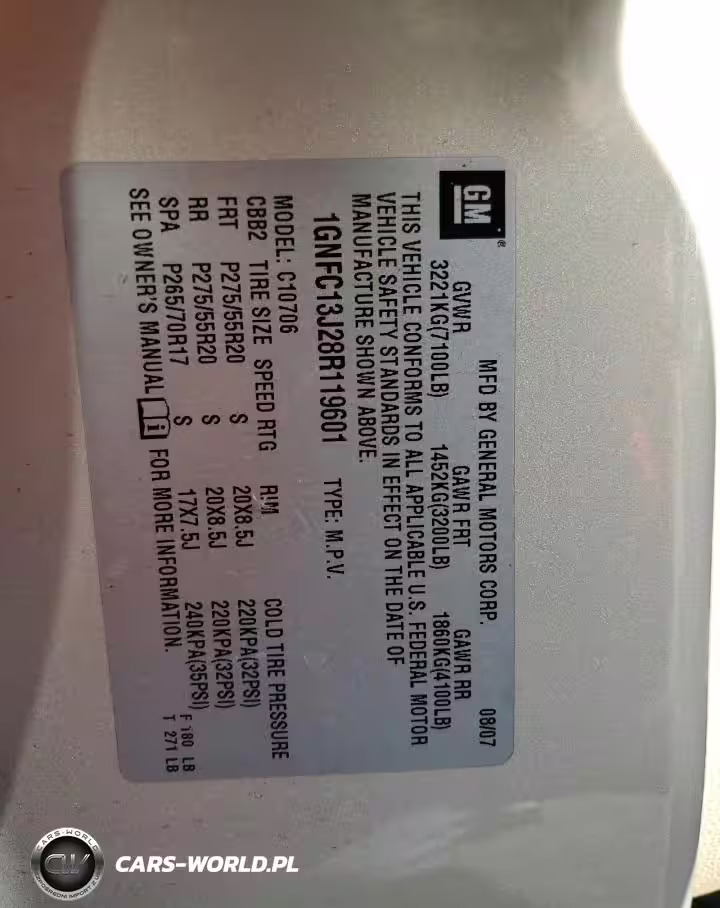 GM ®
MFD BY GENERAL MOTORS CORP. 08/07
GVWR GAWR FRT GAWR RR
3221KG(7100LB) 1452KG(3200LB) 1860KG(4100LB)
THIS VEHICLE CONFORMS TO ALL APPLICABLE U.S. FEDERAL MOTOR
VEHICLE SAFETY STANDARDS IN EFFECT ON THE DATE OF
MANUFACTURE SHOWN ABOVE.
1GNFC13J28R119601 TYPE: M.P.V.
MODEL: C10706
CBB2 TIRE SIZE SPEED RTG RIM COLD TIRE PRESSURE
FRT P275/55R20 S 20X8.5J 220KPA(32PSI)
RR P275/55R20 S 20X8.5J 220KPA(32PSI)
SPA P265/70R17 S 17X7.5J 240KPA(35PSI) F 180 LB
SEE OWNER'S MANUAL FOR MORE INFORMATION. T 271 LB
CARS-WORLD
CW
CARS-WORLD.PL